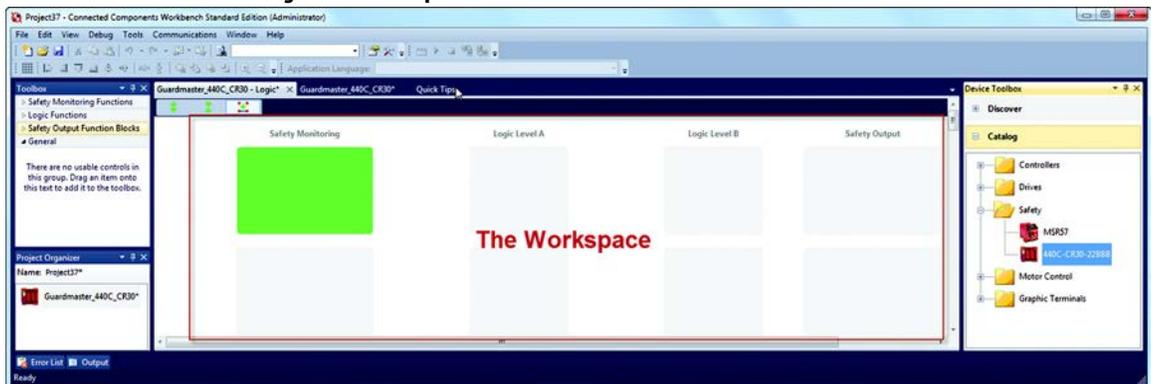 Project37 - Connected Components Workbench Standard Edition (Administrator)
File Edit View Debug Tools Communications Window Help
Application Language:
Toolbox
Safety Monitoring Functions
Logic Functions
Safety Output Function Blocks
General
There are no usable controls in
this group. Drag an item onto
this text to add it to the toolbox.
Project Organizer
Name: Project37*
Guardmaster_440C_CR30*
Guardmaster_440C_CR30 - Logic*
Guardmaster_440C_CR30*
Quick Tips
Safety Monitoring
Logic Level A
Logic Level B
Safety Output
The Workspace
Device Toolbox
Discover
Catalog
Controllers
Drives
Safety
MSR57
440C-CR30-22BBB
Motor Control
Graphic Terminals
Error List
Output
Ready